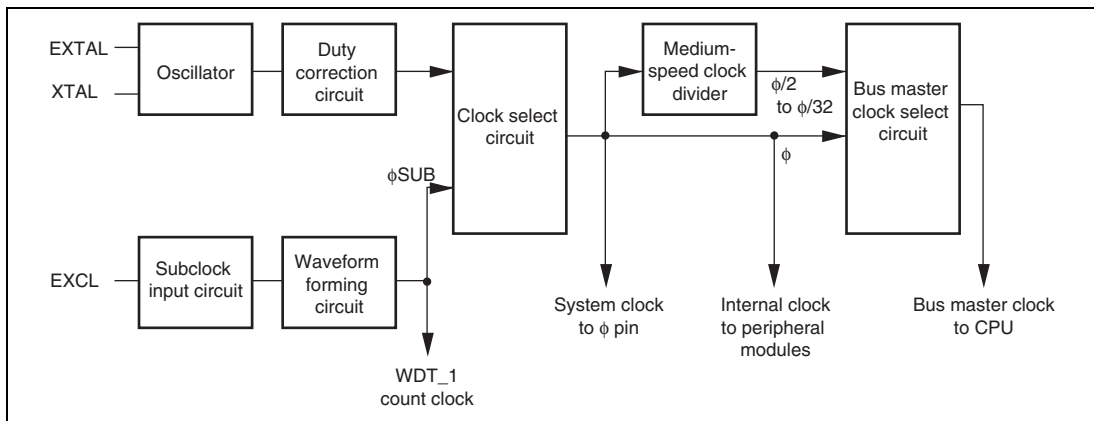 EXTAL
XTAL
Oscillator
Duty
correction
circuit
Clock select
circuit
Medium-
speed clock
divider
ϕ/2
to ϕ/32
Bus master
clock select
circuit
ϕ
ϕSUB
EXCL
Subclock
input circuit
Waveform
forming
circuit
WDT_1
count clock
System clock
to ϕ pin
Internal clock
to peripheral
modules
Bus master clock
to CPU